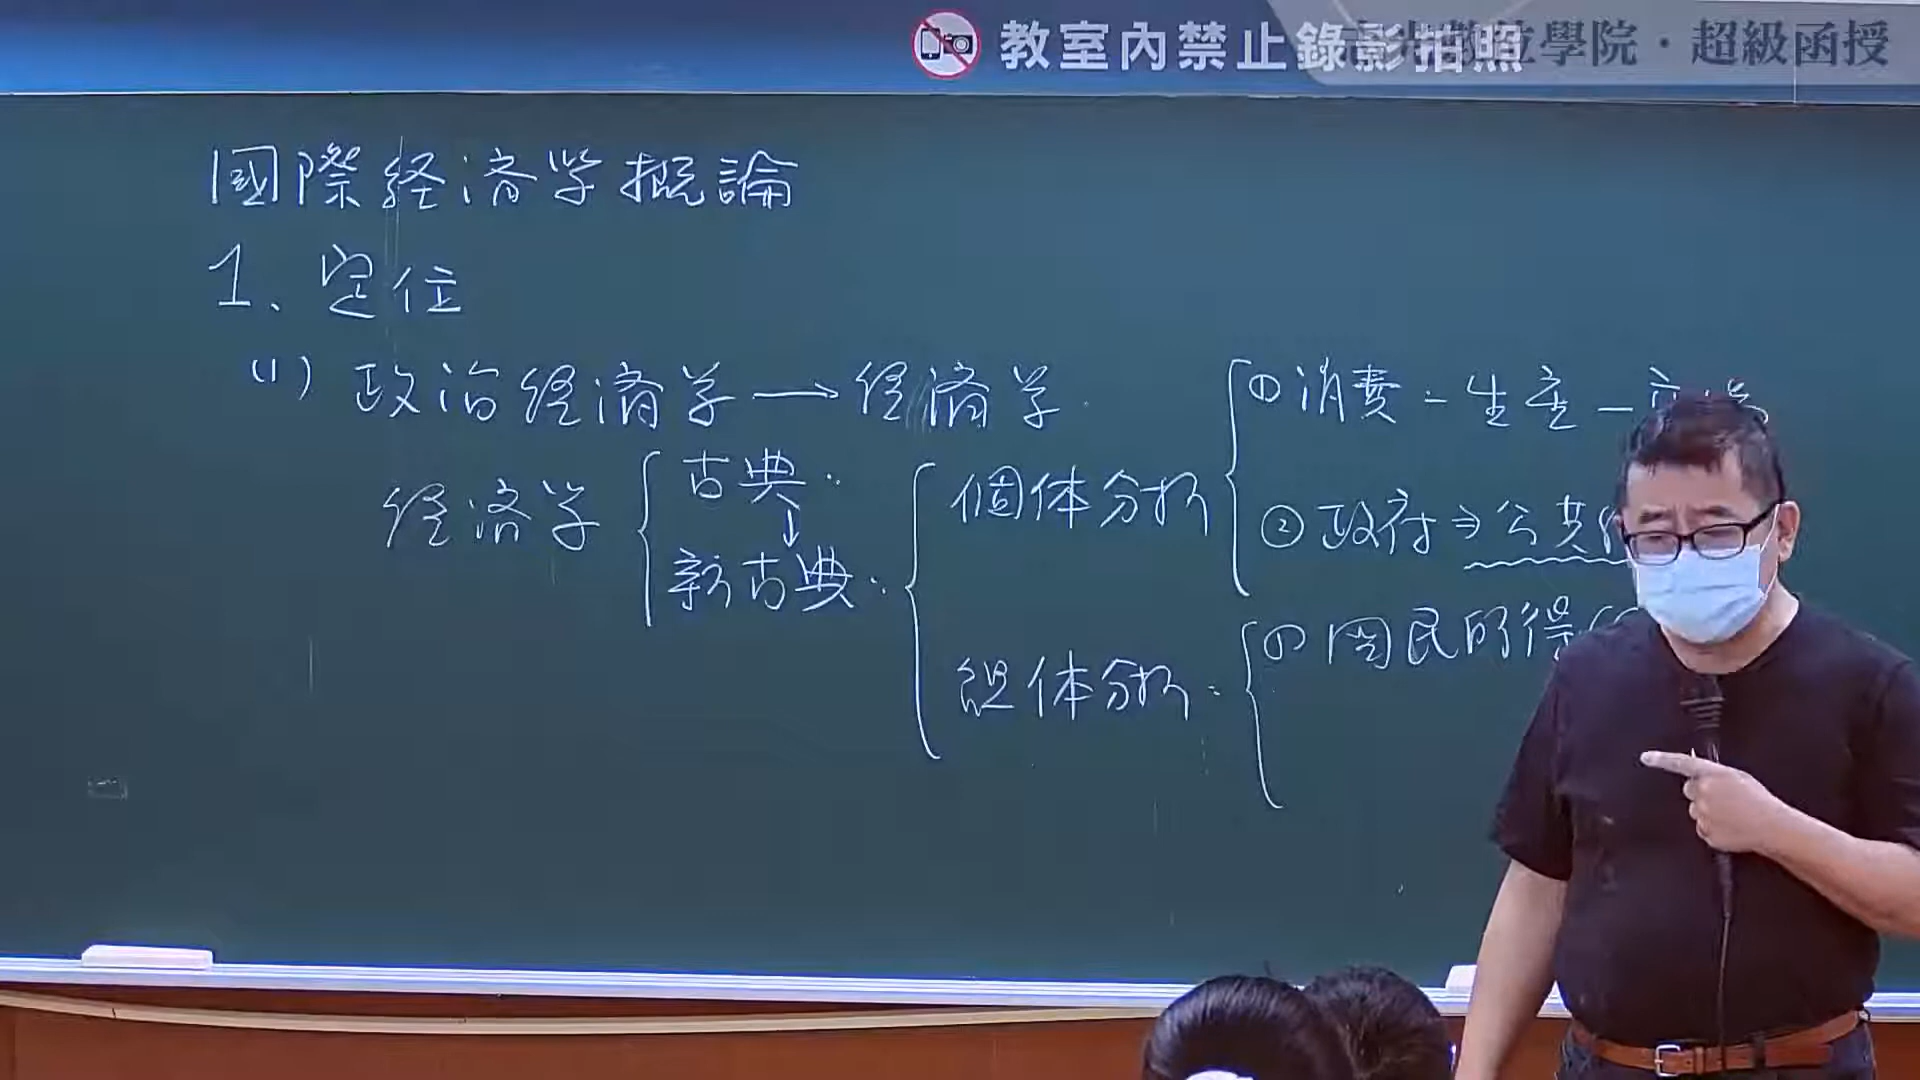 教室內禁止錄影拍照
學院·超級函授
國際経済学概論
1、定位
(1) 政治経済学→経済学
経済学
古典:
↓
新古典:
個体分析
①消費-生産-
②政府⇒公共
総体分析:
①国民所得